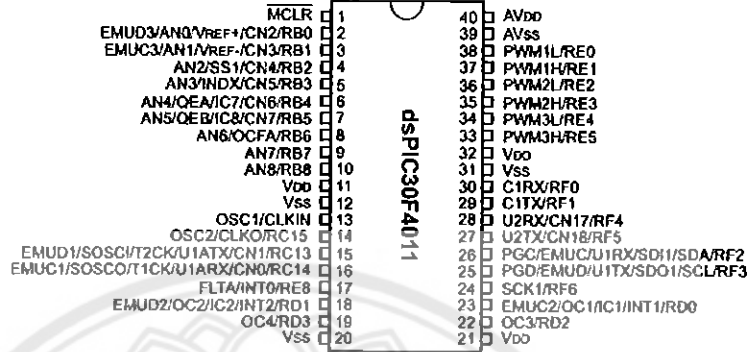 MCLR 1
EMUD3/AN0/VREF+/CN2/RB0 2
EMUC3/AN1/VREF-/CN3/RB1 3
AN2/SS1/CN4/RB2 4
AN3/INDX/CN5/RB3 5
AN4/QEA/IC7/CN6/RB4 6
AN5/QEB/IC8/CN7/RB5 7
AN6/OCFA/RB6 8
AN7/RB7 9
AN8/RB8 10
VDD 11
VSS 12
OSC1/CLKIN 13
OSC2/CLKO/RC15 14
EMUD1/SOSCI/T2CK/U1ATX/CN1/RC13 15
EMUC1/SOSCO/T1CK/U1ARX/CN0/RC14 16
FLTA/INT0/RE8 17
EMUD2/OC2/IC2/INT2/RD1 18
OC4/RD3 19
VSS 20
dsPIC30F4011
40 AVDD
39 AVSS
38 PWM1L/RE0
37 PWM1H/RE1
36 PWM2L/RE2
35 PWM2H/RE3
34 PWM3L/RE4
33 PWM3H/RE5
32 VDD
31 VSS
30 C1RX/RF0
29 C1TX/RF1
28 U2RX/CN17/RF4
27 U2TX/CN18/RF5
26 PGC/EMUC/U1RX/SDI1/SDA/RF2
25 PGD/EMUD/U1TX/SDO1/SCL/RF3
24 SCK1/RF6
23 EMUC2/OC1/IC1/INT1/RD0
22 OC3/RD2
21 VDD